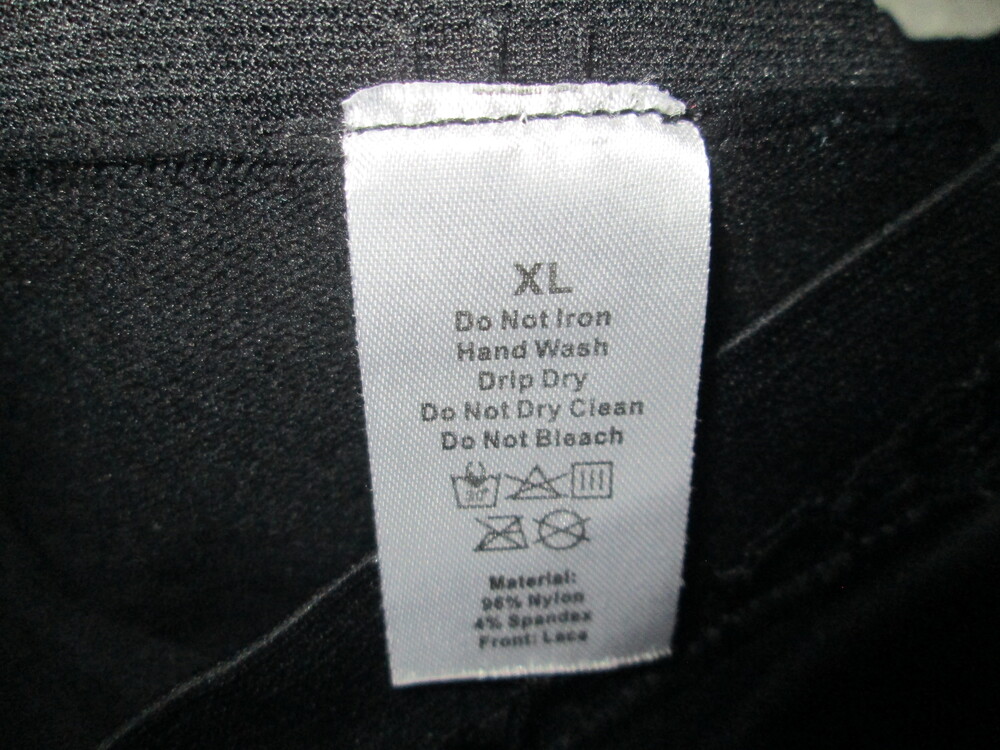 XL
Do Not Iron
Hand Wash
Drip Dry
Do Not Dry Clean
Do Not Bleach
30°
Material:
96% Nylon
4% Spandex
Front: Lace